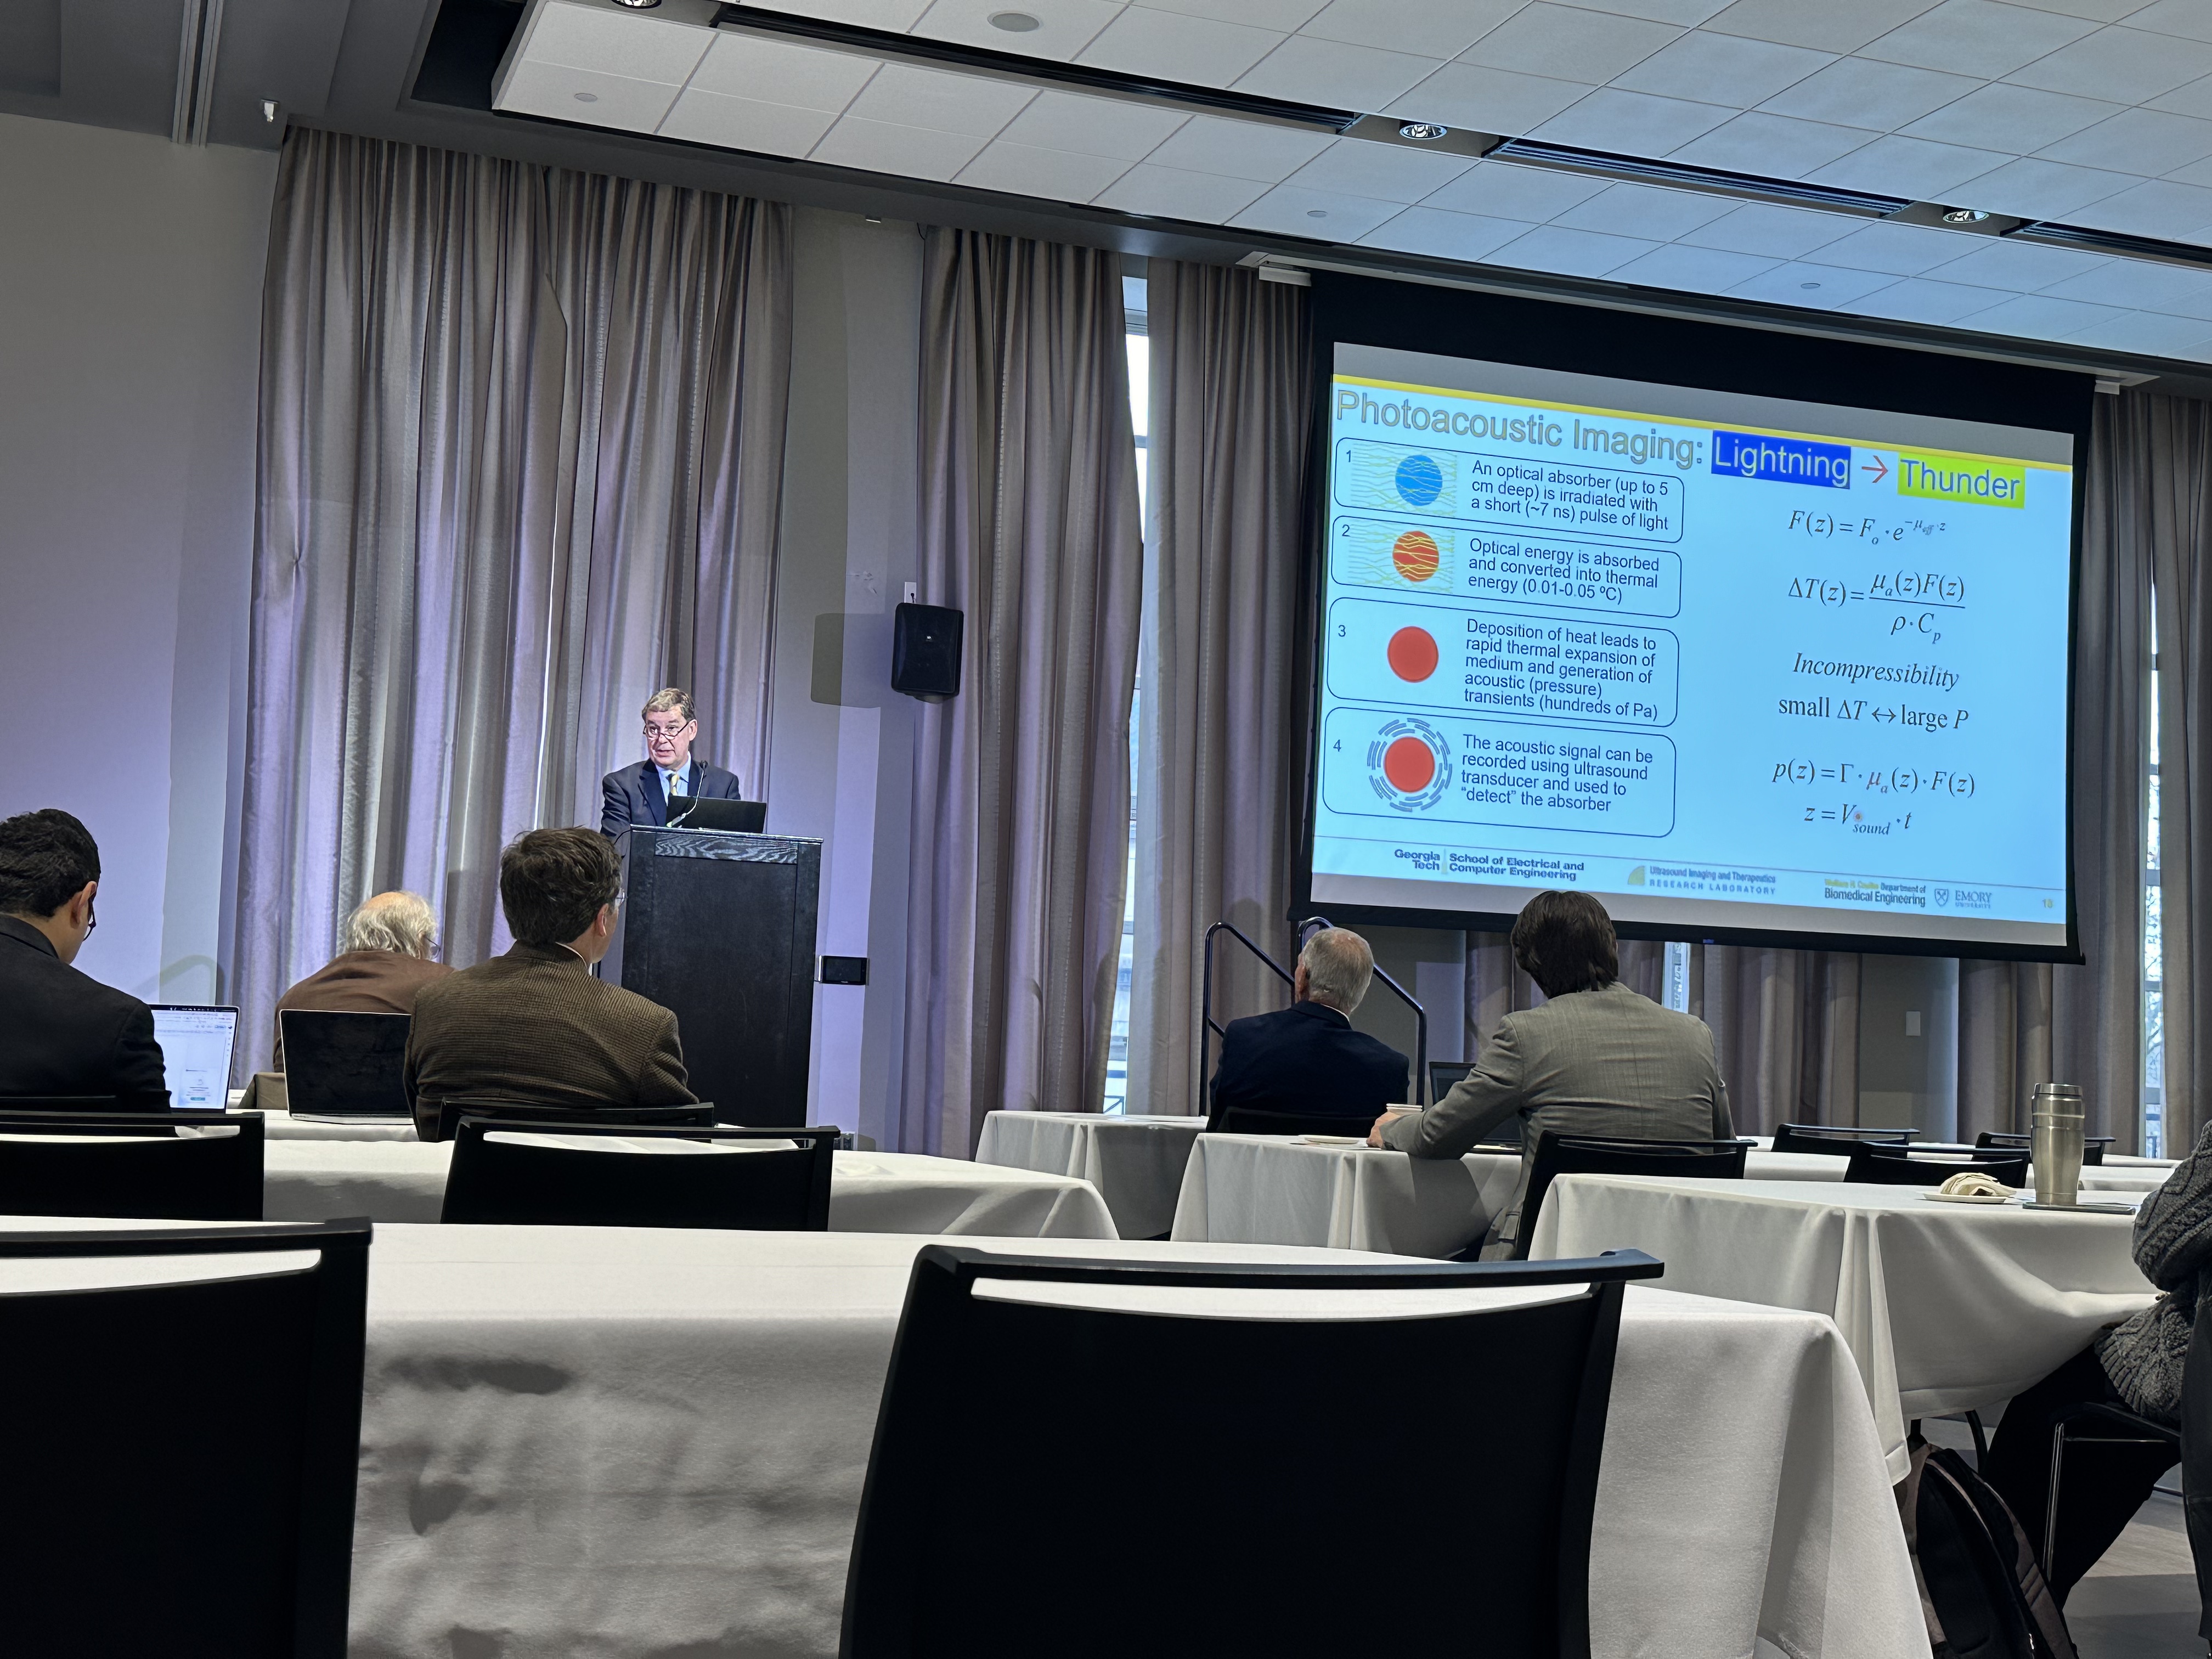 Photoacoustic Imaging: Lightning → Thunder
1
An optical absorber (up to 5
cm deep) is irradiated with
a short (~7 ns) pulse of light
2
Optical energy is absorbed
and converted into thermal
energy (0.01-0.05 ºC)
3
Deposition of heat leads to
rapid thermal expansion of
medium and generation of
acoustic (pressure)
transients (hundreds of Pa)
4
The acoustic signal can be
recorded using ultrasound
transducer and used to
“detect” the absorber
F(z) = F_o · e^{-μ_eff · z}
ΔT(z) = μ_a(z)F(z) / ρ · C_p
Incompressibility
small ΔT ↔ large P
p(z) = Γ · μ_a(z) · F(z)
z = V_sound · t
Georgia
Tech
School of Electrical and
Computer Engineering
Ultrasound Imaging and Therapeutics
RESEARCH LABORATORY
Department of
Biomedical Engineering
EMORY
UNIVERSITY